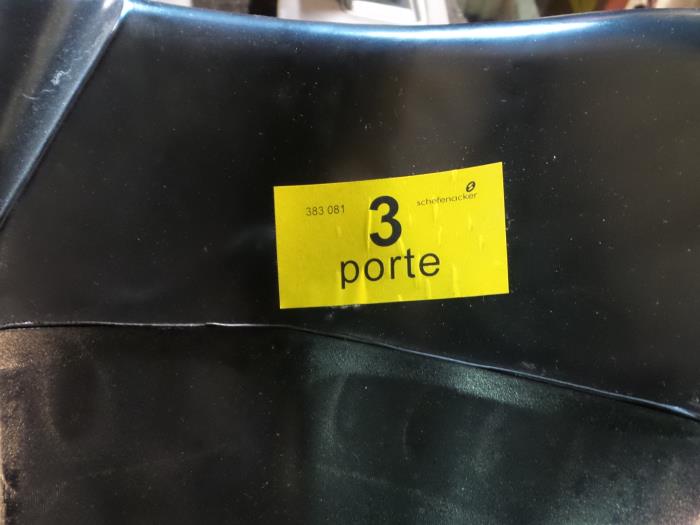 383 081
schefenacker
3
porte